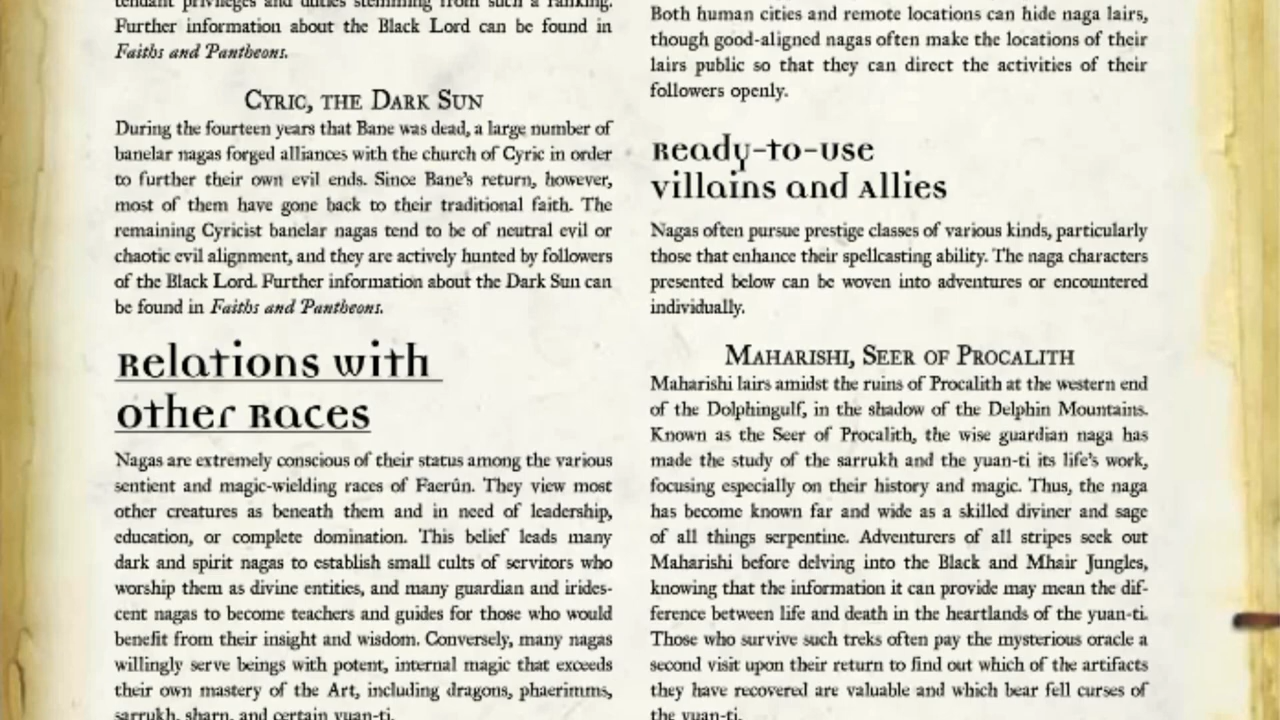 tendant privileges and duties stemming from such a ranking.
Further information about the Black Lord can be found in
Faiths and Pantheons.
Cyric, the Dark Sun
During the fourteen years that Bane was dead, a large number of
banelar nagas forged alliances with the church of Cyric in order
to further their own evil ends. Since Bane's return, however,
most of them have gone back to their traditional faith. The
remaining Cyricist banelar nagas tend to be of neutral evil or
chaotic evil alignment, and they are actively hunted by followers
of the Black Lord. Further information about the Dark Sun can
be found in Faiths and Pantheons.
Relations with
Other Races
Nagas are extremely conscious of their status among the various
sentient and magic-wielding races of Faerûn. They view most
other creatures as beneath them and in need of leadership,
education, or complete domination. This belief leads many
dark and spirit nagas to establish small cults of servitors who
worship them as divine entities, and many guardian and irides-
cent nagas to become teachers and guides for those who would
benefit from their insight and wisdom. Conversely, many nagas
willingly serve beings with potent, internal magic that exceeds
their own mastery of the Art, including dragons, phaerimms,
sarrukh, sharn, and certain yuan-ti.
Both human cities and remote locations can hide naga lairs,
though good-aligned nagas often make the locations of their
lairs public so that they can direct the activities of their
followers openly.
Ready-to-Use
Villains and Allies
Nagas often pursue prestige classes of various kinds, particularly
those that enhance their spellcasting ability. The naga characters
presented below can be woven into adventures or encountered
individually.
Maharishi, Seer of Procalith
Maharishi lairs amidst the ruins of Procalith at the western end
of the Dolphingulf, in the shadow of the Delphin Mountains.
Known as the Seer of Procalith, the wise guardian naga has
made the study of the sarrukh and the yuan-ti its life's work,
focusing especially on their history and magic. Thus, the naga
has become known far and wide as a skilled diviner and sage
of all things serpentine. Adventurers of all stripes seek out
Maharishi before delving into the Black and Mhair Jungles,
knowing that the information it can provide may mean the dif-
ference between life and death in the heartlands of the yuan-ti.
Those who survive such treks often pay the mysterious oracle a
second visit upon their return to find out which of the artifacts
they have recovered are valuable and which bear fell curses of
the yuan-ti.